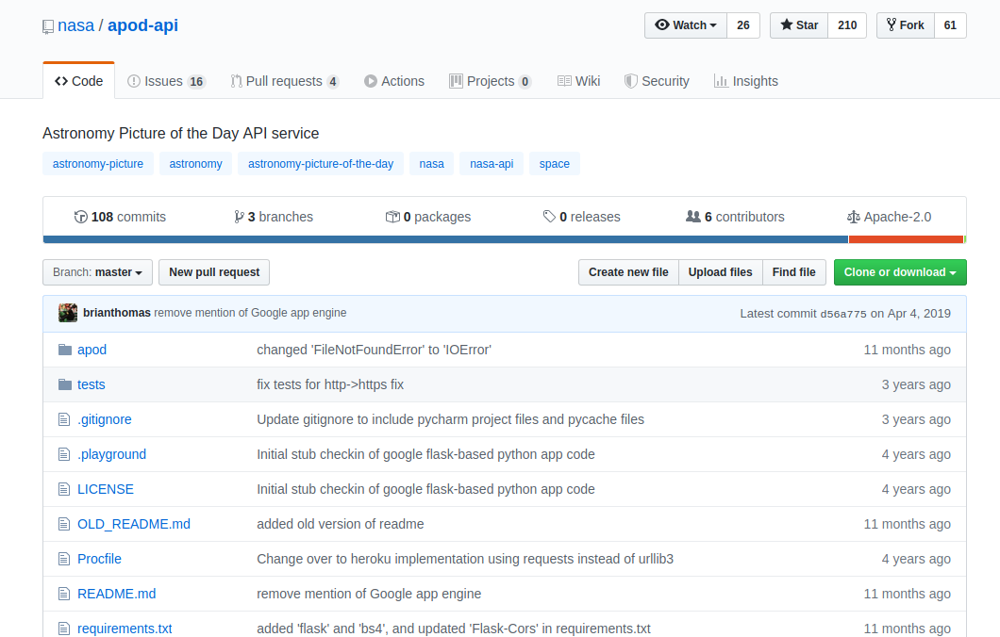 nasa / apod-api Watch 26 Star 210 Fork 61
Code Issues 16 Pull requests 4 Actions Projects 0 Wiki Security Insights
Astronomy Picture of the Day API service
astronomy-picture astronomy astronomy-picture-of-the-day nasa nasa-api space
108 commits 3 branches 0 packages 0 releases 6 contributors Apache-2.0
Branch: master New pull request Create new file Upload files Find file Clone or download
brianthomas remove mention of Google app engine Latest commit d56a775 on Apr 4, 2019
apod changed 'FileNotFoundError' to 'IOError' 11 months ago
tests fix tests for http->https fix 3 years ago
.gitignore Update gitignore to include pycharm project files and pycache files 3 years ago
.playground Initial stub checkin of google flask-based python app code 4 years ago
LICENSE Initial stub checkin of google flask-based python app code 4 years ago
OLD_README.md added old version of readme 11 months ago
Procfile Change over to heroku implementation using requests instead of urllib3 4 years ago
README.md remove mention of Google app engine 11 months ago
requirements.txt added 'flask' and 'bs4', and updated 'Flask-Cors' in requirements.txt 11 months ago